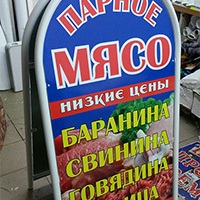 ПАРНОЕ
МЯСО
НИЗКИЕ ЦЕНЫ
БАРАНИНА
СВИНИНА
ГОВЯДИНА